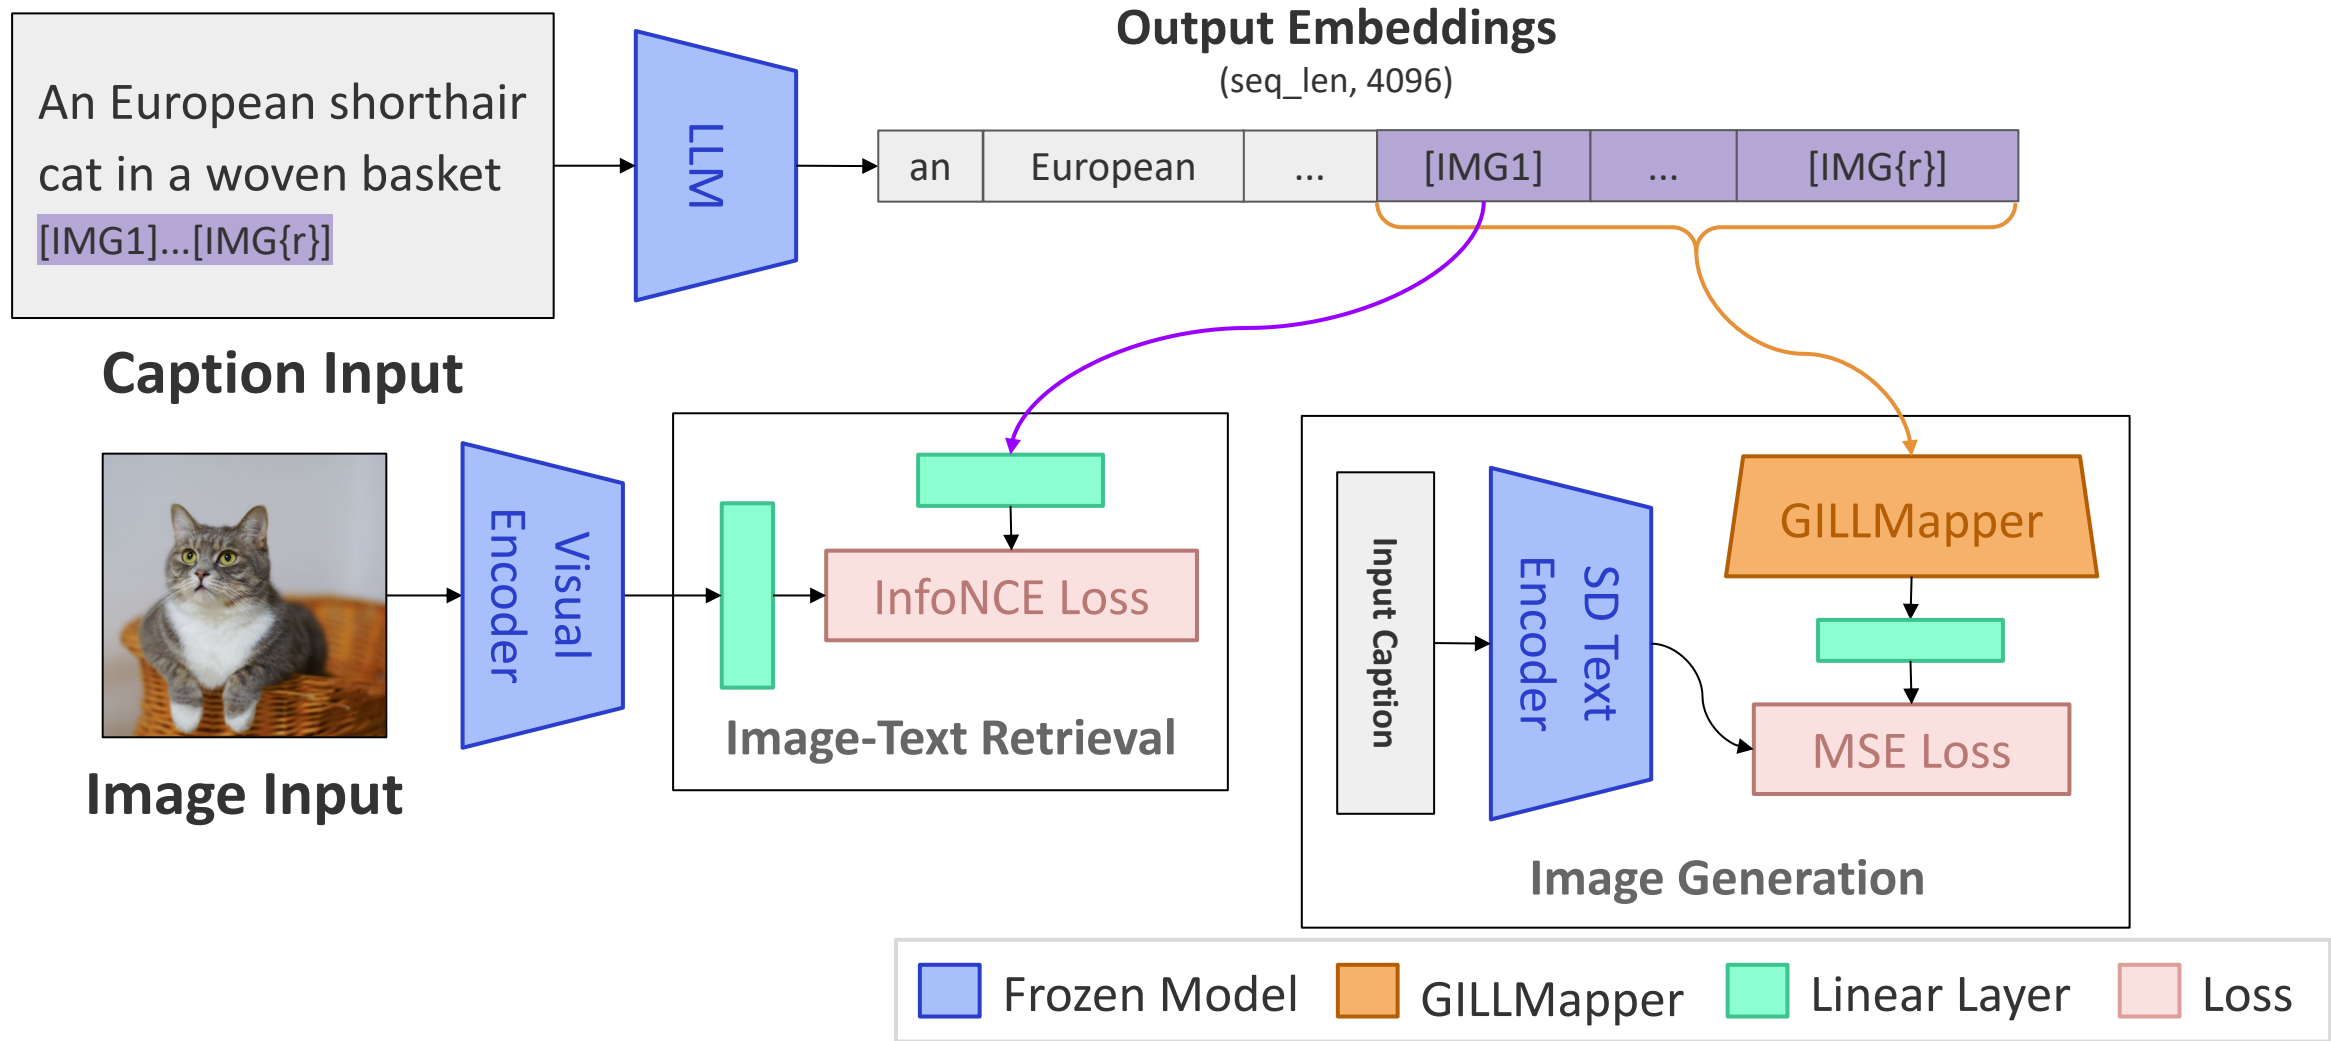 Output Embeddings
(seq_len, 4096)
An European shorthair
cat in a woven basket
[IMG1]...[IMG{r}]
LLM
an
European
...
[IMG1]
...
[IMG{r}]
Caption Input
Visual
Encoder
InfoNCE Loss
Image-Text Retrieval
Image Input
Input Caption
SD Text
Encoder
GILLMapper
MSE Loss
Image Generation
Frozen Model
GILLMapper
Linear Layer
Loss